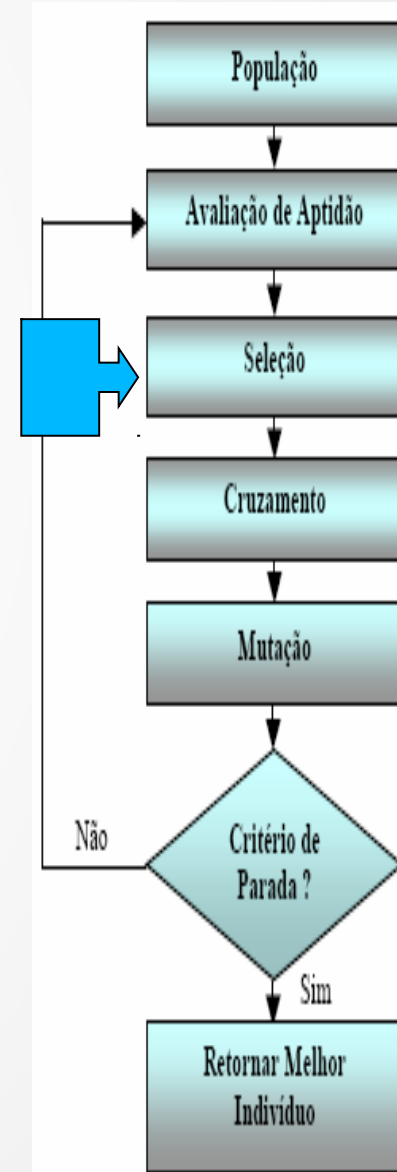 População
Avaliação de Aptidão
Seleção
Cruzamento
Mutação
Não
Critério de
Parada ?
Sim
Retornar Melhor
Indivíduo